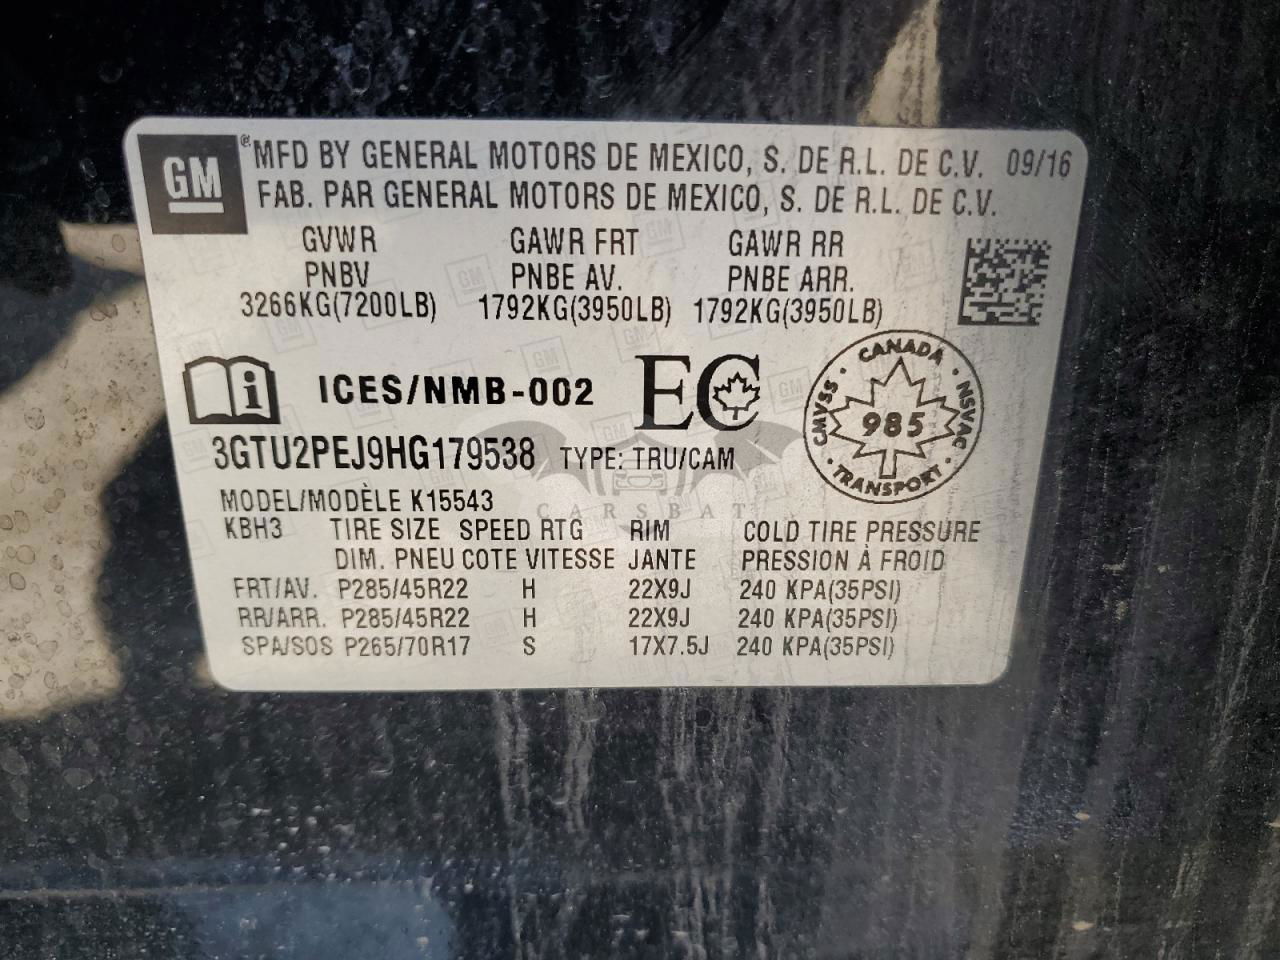 GM
®MFD BY GENERAL MOTORS DE MEXICO, S. DE R.L. DE C.V. 09/16
FAB. PAR GENERAL MOTORS DE MEXICO, S. DE R.L. DE C.V.
GVWR GAWR FRT GAWR RR
PNBV PNBE AV. PNBE ARR.
3266KG(7200LB) 1792KG(3950LB) 1792KG(3950LB)
i ICES/NMB-002 EC
CANADA
CMVSS 985 NSVAC
TRANSPORT
3GTU2PEJ9HG179538 TYPE: TRU/CAM
MODEL/MODÈLE K15543
CARSBAT
KBH3 TIRE SIZE SPEED RTG RIM COLD TIRE PRESSURE
DIM. PNEU COTE VITESSE JANTE PRESSION À FROID
FRT/AV. P285/45R22 H 22X9J 240 KPA(35PSI)
RR/ARR. P285/45R22 H 22X9J 240 KPA(35PSI)
SPA/SOS P265/70R17 S 17X7.5J 240 KPA(35PSI)